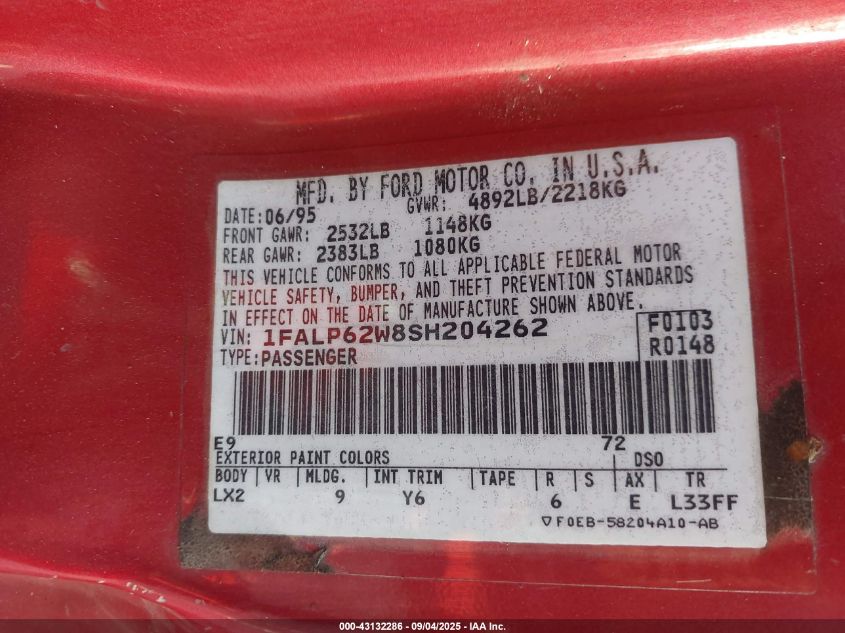 MFD. BY FORD MOTOR CO. IN U.S.A.
DATE: 06/95 GVWR: 4892LB/2218KG
FRONT GAWR: 2532LB 1148KG
REAR GAWR: 2383LB 1080KG
THIS VEHICLE CONFORMS TO ALL APPLICABLE FEDERAL MOTOR
VEHICLE SAFETY, BUMPER, AND THEFT PREVENTION STANDARDS
IN EFFECT ON THE DATE OF MANUFACTURE SHOWN ABOVE.
VIN: 1FALP62W8SH204262 F0103
TYPE: PASSENGER R0148
E9 72
EXTERIOR PAINT COLORS DSO
BODY VR MLDG. INT TRIM TAPE R S AX TR
LX2 9 Y6 6 E L33FF
▽F0EB-58204A10-AB
000-43132286 - 09/04/2025 - IAA Inc.